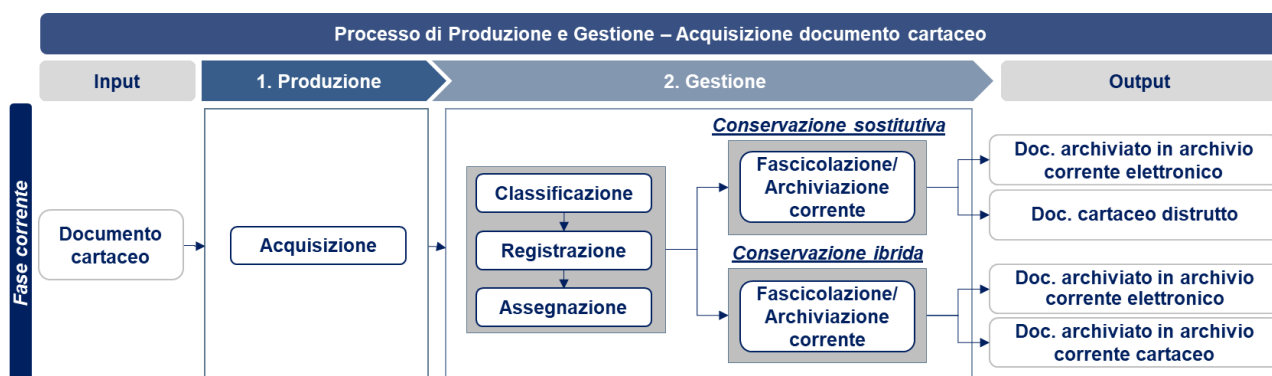 Processo di Produzione e Gestione – Acquisizione documento cartaceo
Input
1. Produzione
2. Gestione
Output
Fase corrente
Documento
cartaceo
Acquisizione
Classificazione
Registrazione
Assegnazione
Conservazione sostitutiva
Fascicolazione/
Archiviazione
corrente
Conservazione ibrida
Fascicolazione/
Archiviazione
corrente
Doc. archiviato in archivio
corrente elettronico
Doc. cartaceo distrutto
Doc. archiviato in archivio
corrente elettronico
Doc. archiviato in archivio
corrente cartaceo